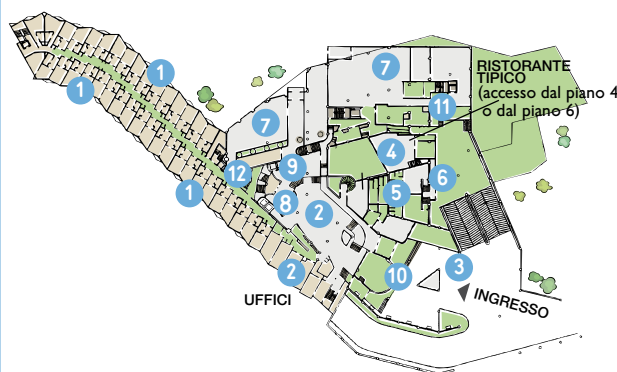 7
RISTORANTE
TIPICO
(accesso dal piano 4
o dal piano 6)
1
1
11
7
4
9
12
6
1
5
8
2
3
2
10
UFFICI
INGRESSO